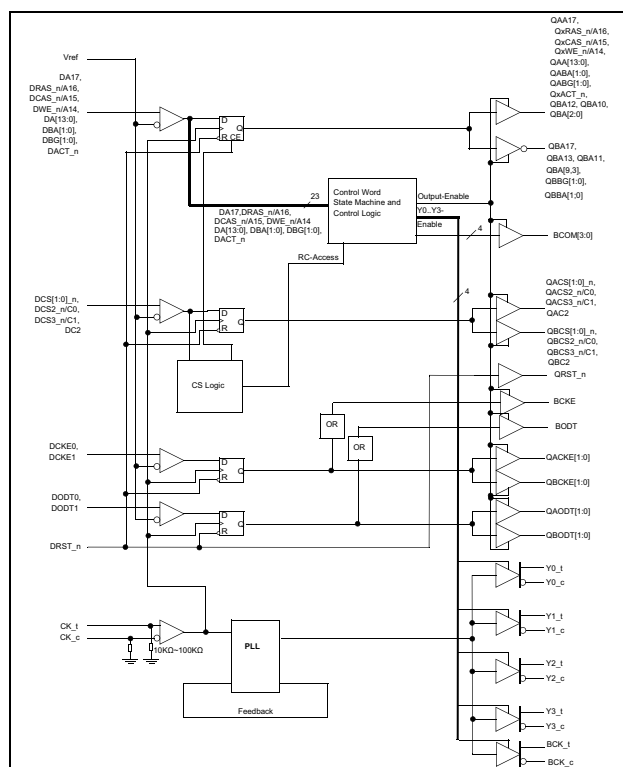 QAA17,
QxRAS_n/A16,
QxCAS_n/A15,
QxWE_n/A14,
QAA[13:0],
QABA[1:0],
QABG[1:0],
QxACT_n,
QBA12, QBA10,
QBA[2:0]
Vref
DA17,
DRAS_n/A16,
DCAS_n/A15,
DWE_n/A14,
DA[13:0],
DBA[1:0],
DBG[1:0],
DACT_n
D
Q
R CE
QBA17,
QBA13, QBA11,
QBA[9,3],
QBBG[1:0],
QBBA[1;0]
23
DA17,DRAS_n/A16,
DCAS_n/A15, DWE_n/A14
DA[13:0], DBA[1:0], DBG[1:0],
DACT_n
Control Word
State Machine and
Control Logic
Output-Enable
Y0..Y3-
Enable
4
BCOM[3:0]
RC-Access
4
DCS[1:0]_n,
DCS2_n/C0,
DCS3_n/C1,
DC2
D
Q
R
QACS[1:0]_n,
QACS2_n/C0,
QACS3_n/C1,
QAC2
QBCS[1:0]_n,
QBCS2_n/C0,
QBCS3_n/C1,
QBC2
CS Logic
QRST_n
BCKE
OR
BODT
OR
DCKE0,
DCKE1
D
Q
R
QACKE[1:0]
QBCKE[1:0]
DODT0,
DODT1
D
Q
R
QAODT[1:0]
QBODT[1:0]
DRST_n
Y0_t
Y0_c
CK_t
CK_c
10KΩ~100KΩ
PLL
Feedback
Y1_t
Y1_c
Y2_t
Y2_c
Y3_t
Y3_c
BCK_t
BCK_c